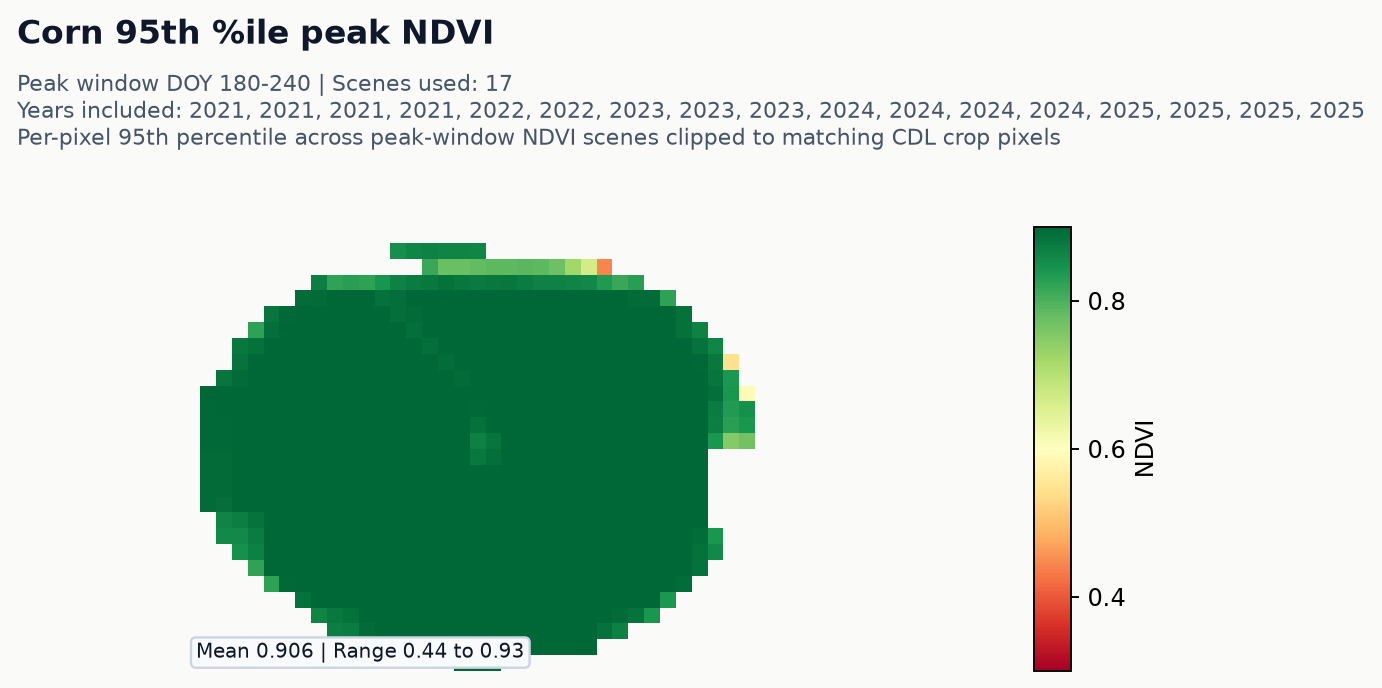 Corn 95th %ile peak NDVI
Peak window DOY 180-240 | Scenes used: 17
Years included: 2021, 2021, 2021, 2021, 2022, 2022, 2023, 2023, 2023, 2024, 2024, 2024, 2024, 2025, 2025, 2025, 2025
Per-pixel 95th percentile across peak-window NDVI scenes clipped to matching CDL crop pixels
0.8
0.6
NDVI
0.4
Mean 0.906 | Range 0.44 to 0.93